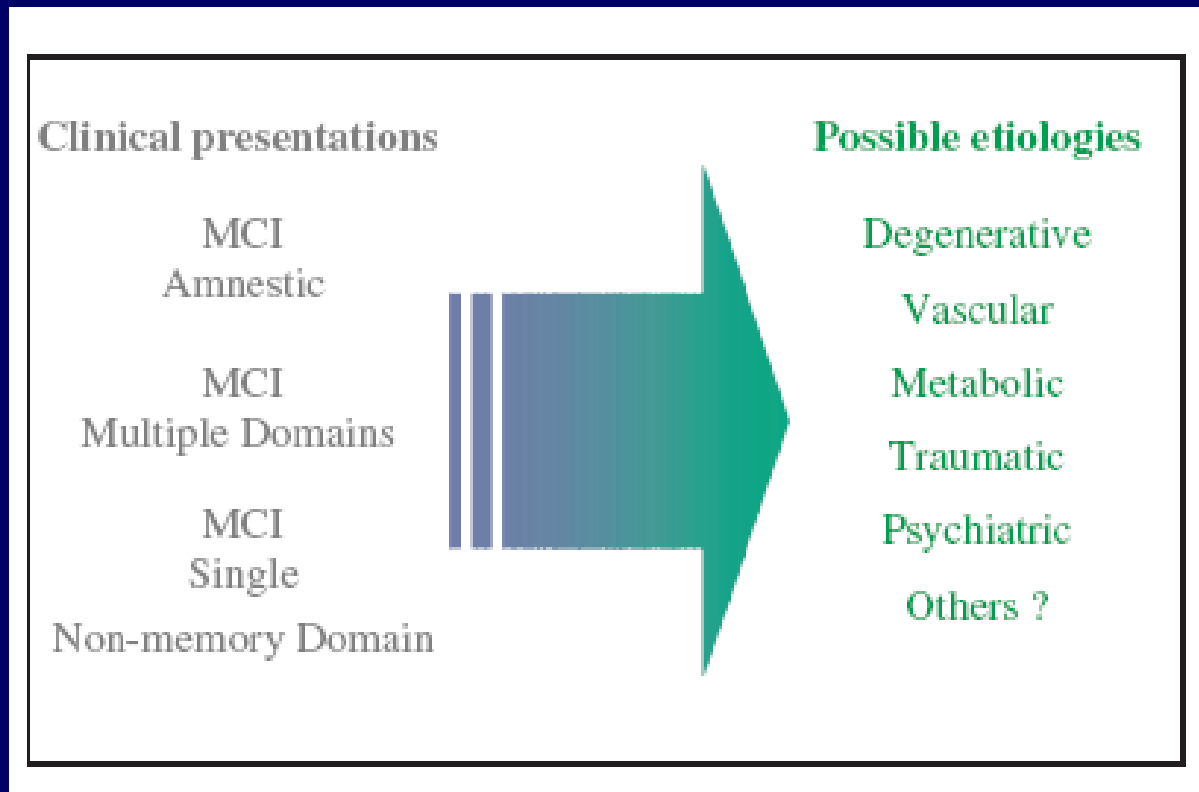 Clinical presentations
MCI
Amnestic
MCI
Multiple Domains
MCI
Single
Non-memory Domain
Possible etiologies
Degenerative
Vascular
Metabolic
Traumatic
Psychiatric
Others ?